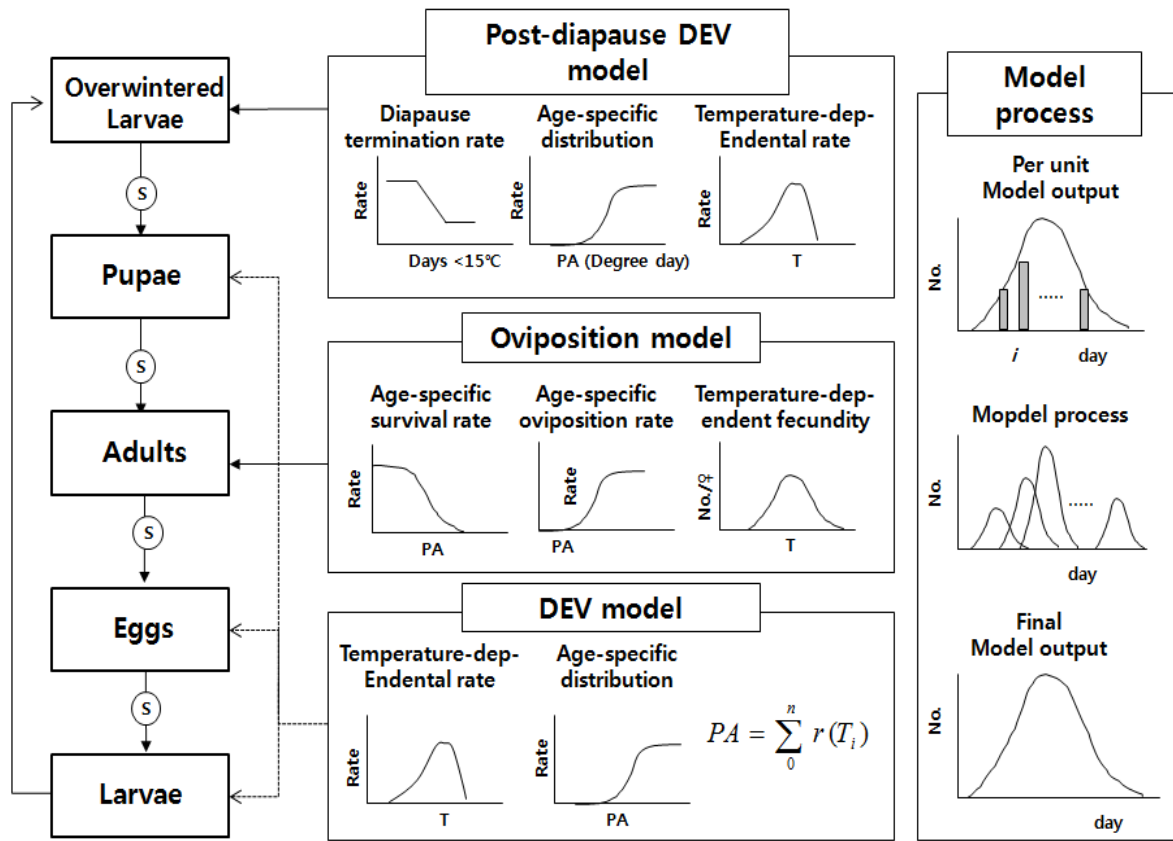 Overwintered
Larvae
S
Pupae
S
Adults
S
Eggs
S
Larvae
Post-diapause DEV
model
Diapause
termination rate
Rate
Days <15℃
Age-specific
distribution
Rate
PA (Degree day)
Temperature-dep-
Endental rate
Rate
T
Oviposition model
Age-specific
survival rate
Rate
PA
Age-specific
oviposition rate
Rate
PA
Temperature-dep-
endent fecundity
No./♀
T
DEV model
Temperature-dep-
Endental rate
Rate
T
Age-specific
distribution
Rate
PA
PA = ∑ₙ₌₀ⁿ r(Tᵢ)
Model
process
Per unit
Model output
No.
.....
i day
Mopdel process
No.
.....
day
Final
Model output
No.
day